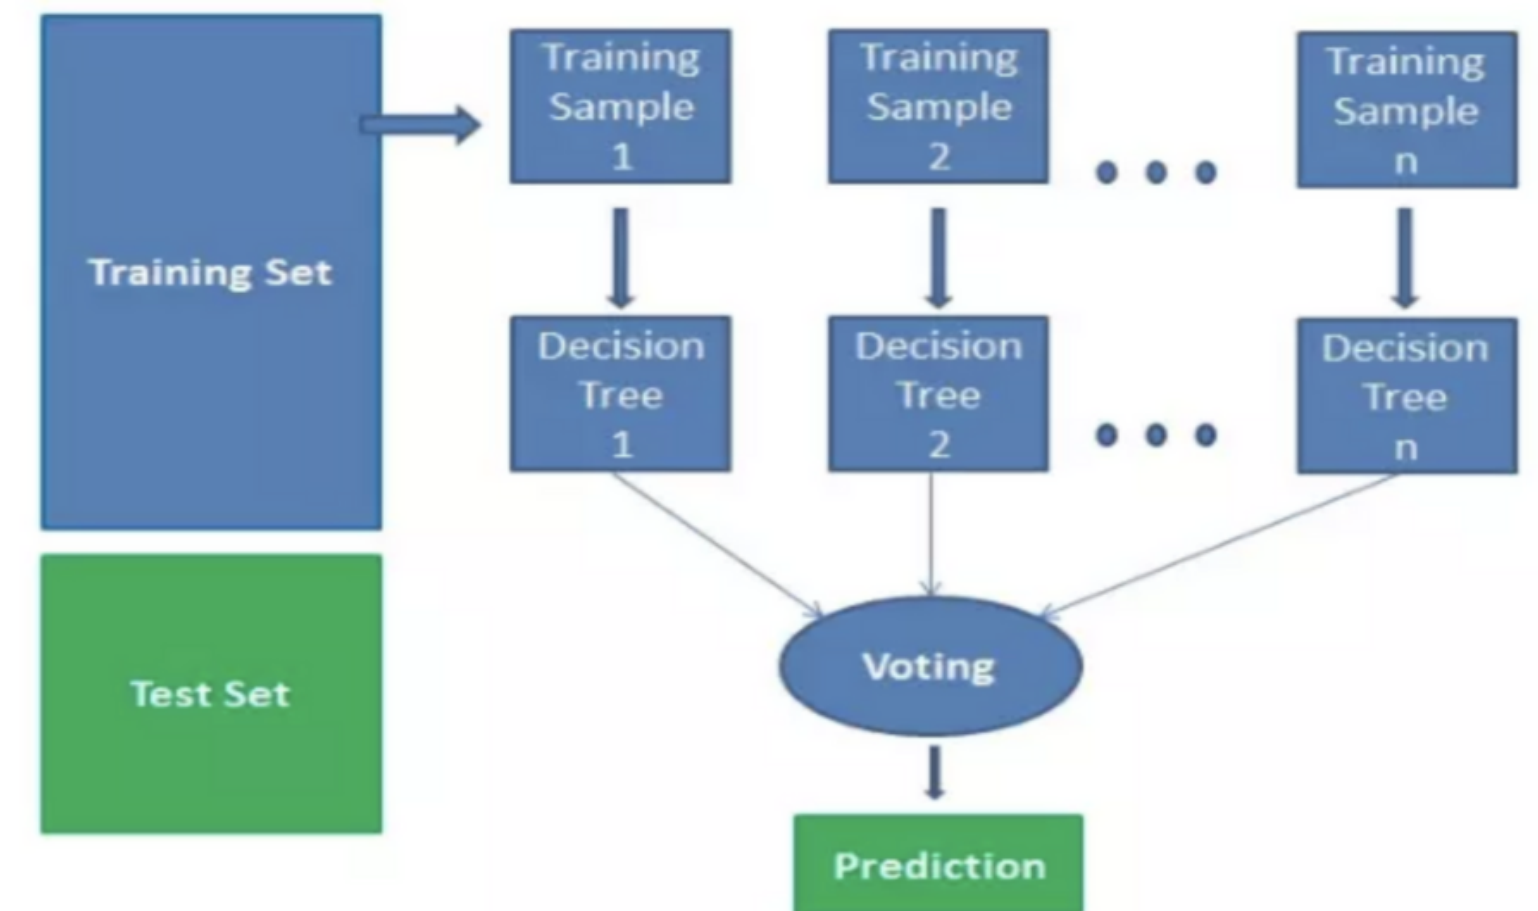 Training Set
Training
Sample
1
Training
Sample
2
Training
Sample
n
Decision
Tree
1
Decision
Tree
2
Decision
Tree
n
Test Set
Voting
Prediction